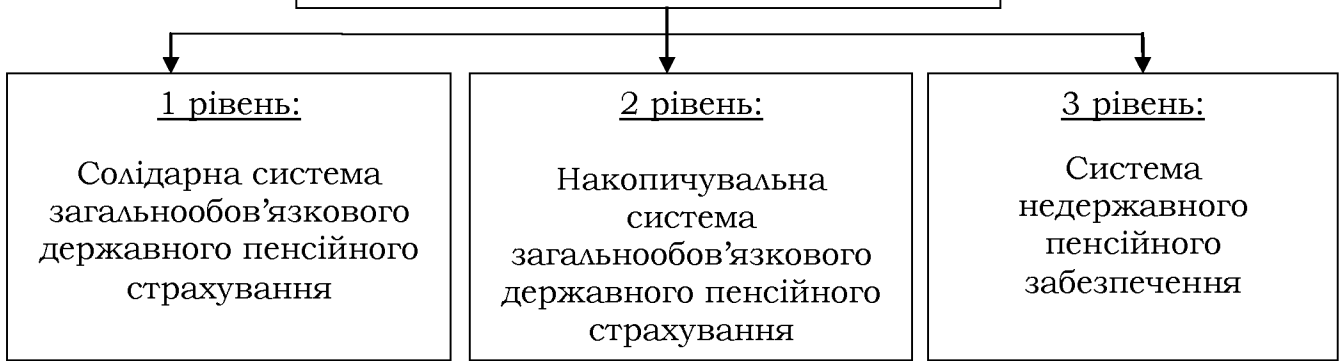 1 рівень:
Солідарна система
загальнообов’язкового
державного пенсійного
страхування
2 рівень:
Накопичувальна
система
загальнообов’язкового
державного пенсійного
страхування
3 рівень:
Система
недержавного
пенсійного
забезпечення